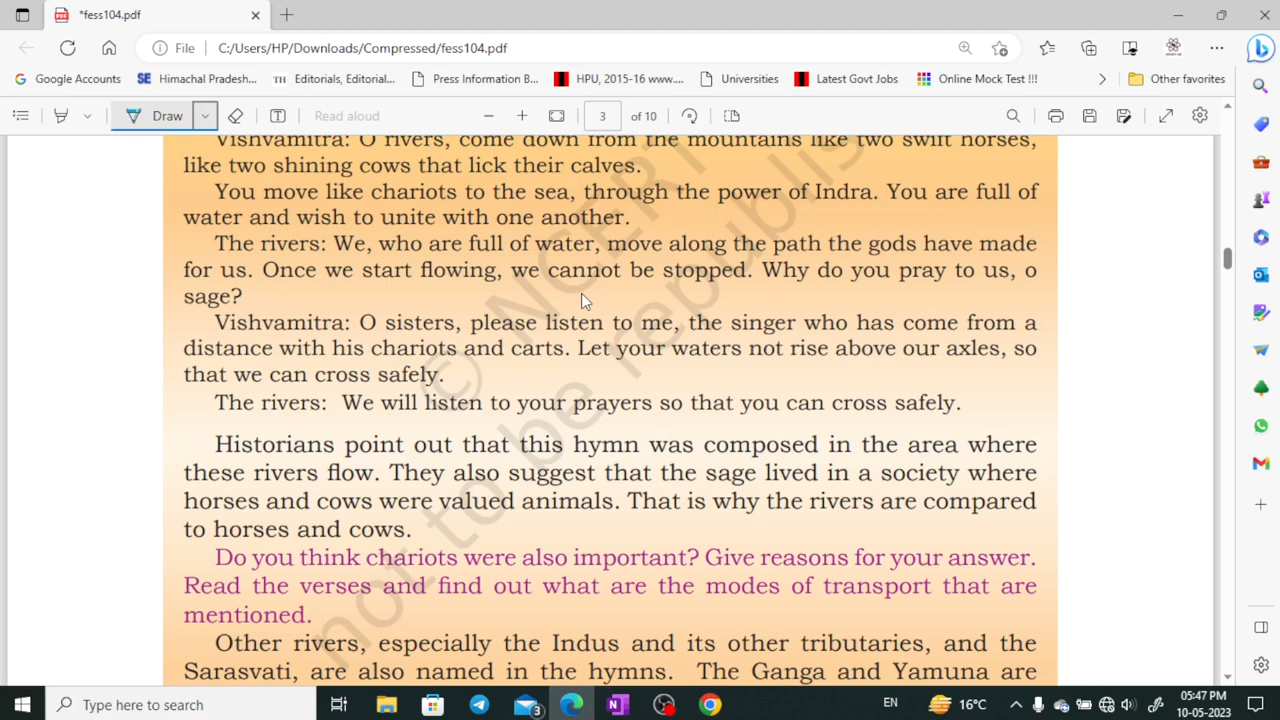 *fess104.pdf
File C:/Users/HP/Downloads/Compressed/fess104.pdf
Google Accounts SE Himachal Pradesh... TH Editorials, Editorial... Press Information B... HPU, 2015-16 www.... Universities Latest Govt Jobs Online Mock Test !!! Other favorites
Draw Read aloud 3 of 10
Vishvamitra: O rivers, come down from the mountains like two swift horses,
like two shining cows that lick their calves.
You move like chariots to the sea, through the power of Indra. You are full of
water and wish to unite with one another.
The rivers: We, who are full of water, move along the path the gods have made
for us. Once we start flowing, we cannot be stopped. Why do you pray to us, o
sage?
Vishvamitra: O sisters, please listen to me, the singer who has come from a
distance with his chariots and carts. Let your waters not rise above our axles, so
that we can cross safely.
The rivers: We will listen to your prayers so that you can cross safely.
Historians point out that this hymn was composed in the area where
these rivers flow. They also suggest that the sage lived in a society where
horses and cows were valued animals. That is why the rivers are compared
to horses and cows.
Do you think chariots were also important? Give reasons for your answer.
Read the verses and find out what are the modes of transport that are
mentioned.
Other rivers, especially the Indus and its other tributaries, and the
Sarasvati, are also named in the hymns. The Ganga and Yamuna are
© NCERT
not to be republis
Type here to search 3 EN 16°C 05:47 PM
10-05-2023